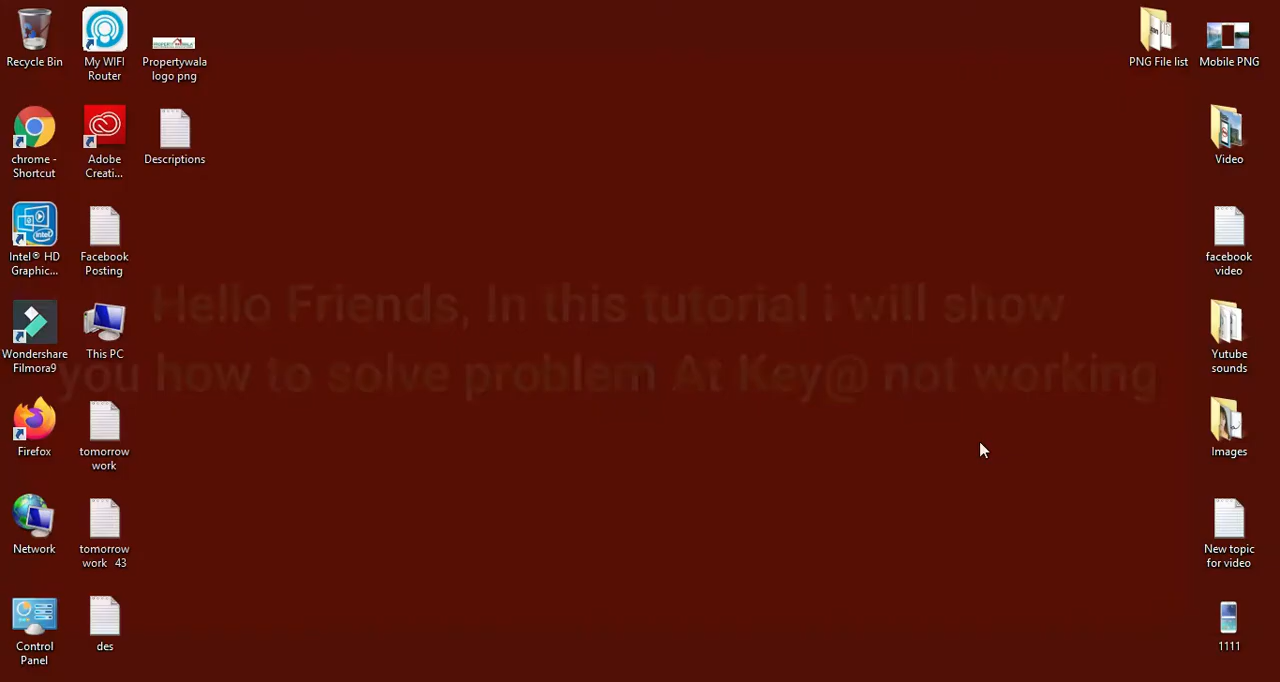 Recycle Bin
My WIFI
Router
Propertywala
logo png
chrome -
Shortcut
Adobe
Creati...
Descriptions
Intel® HD
Graphic...
Facebook
Posting
Wondershare
Filmora9
This PC
Firefox
tomorrow
work
Network
tomorrow
work 43
Control
Panel
des
Hello Friends, In this tutorial i will show
you how to solve problem At Key@ not working
PNG File list
Mobile PNG
Video
facebook
video
Yutube
sounds
Images
New topic
for video
1111